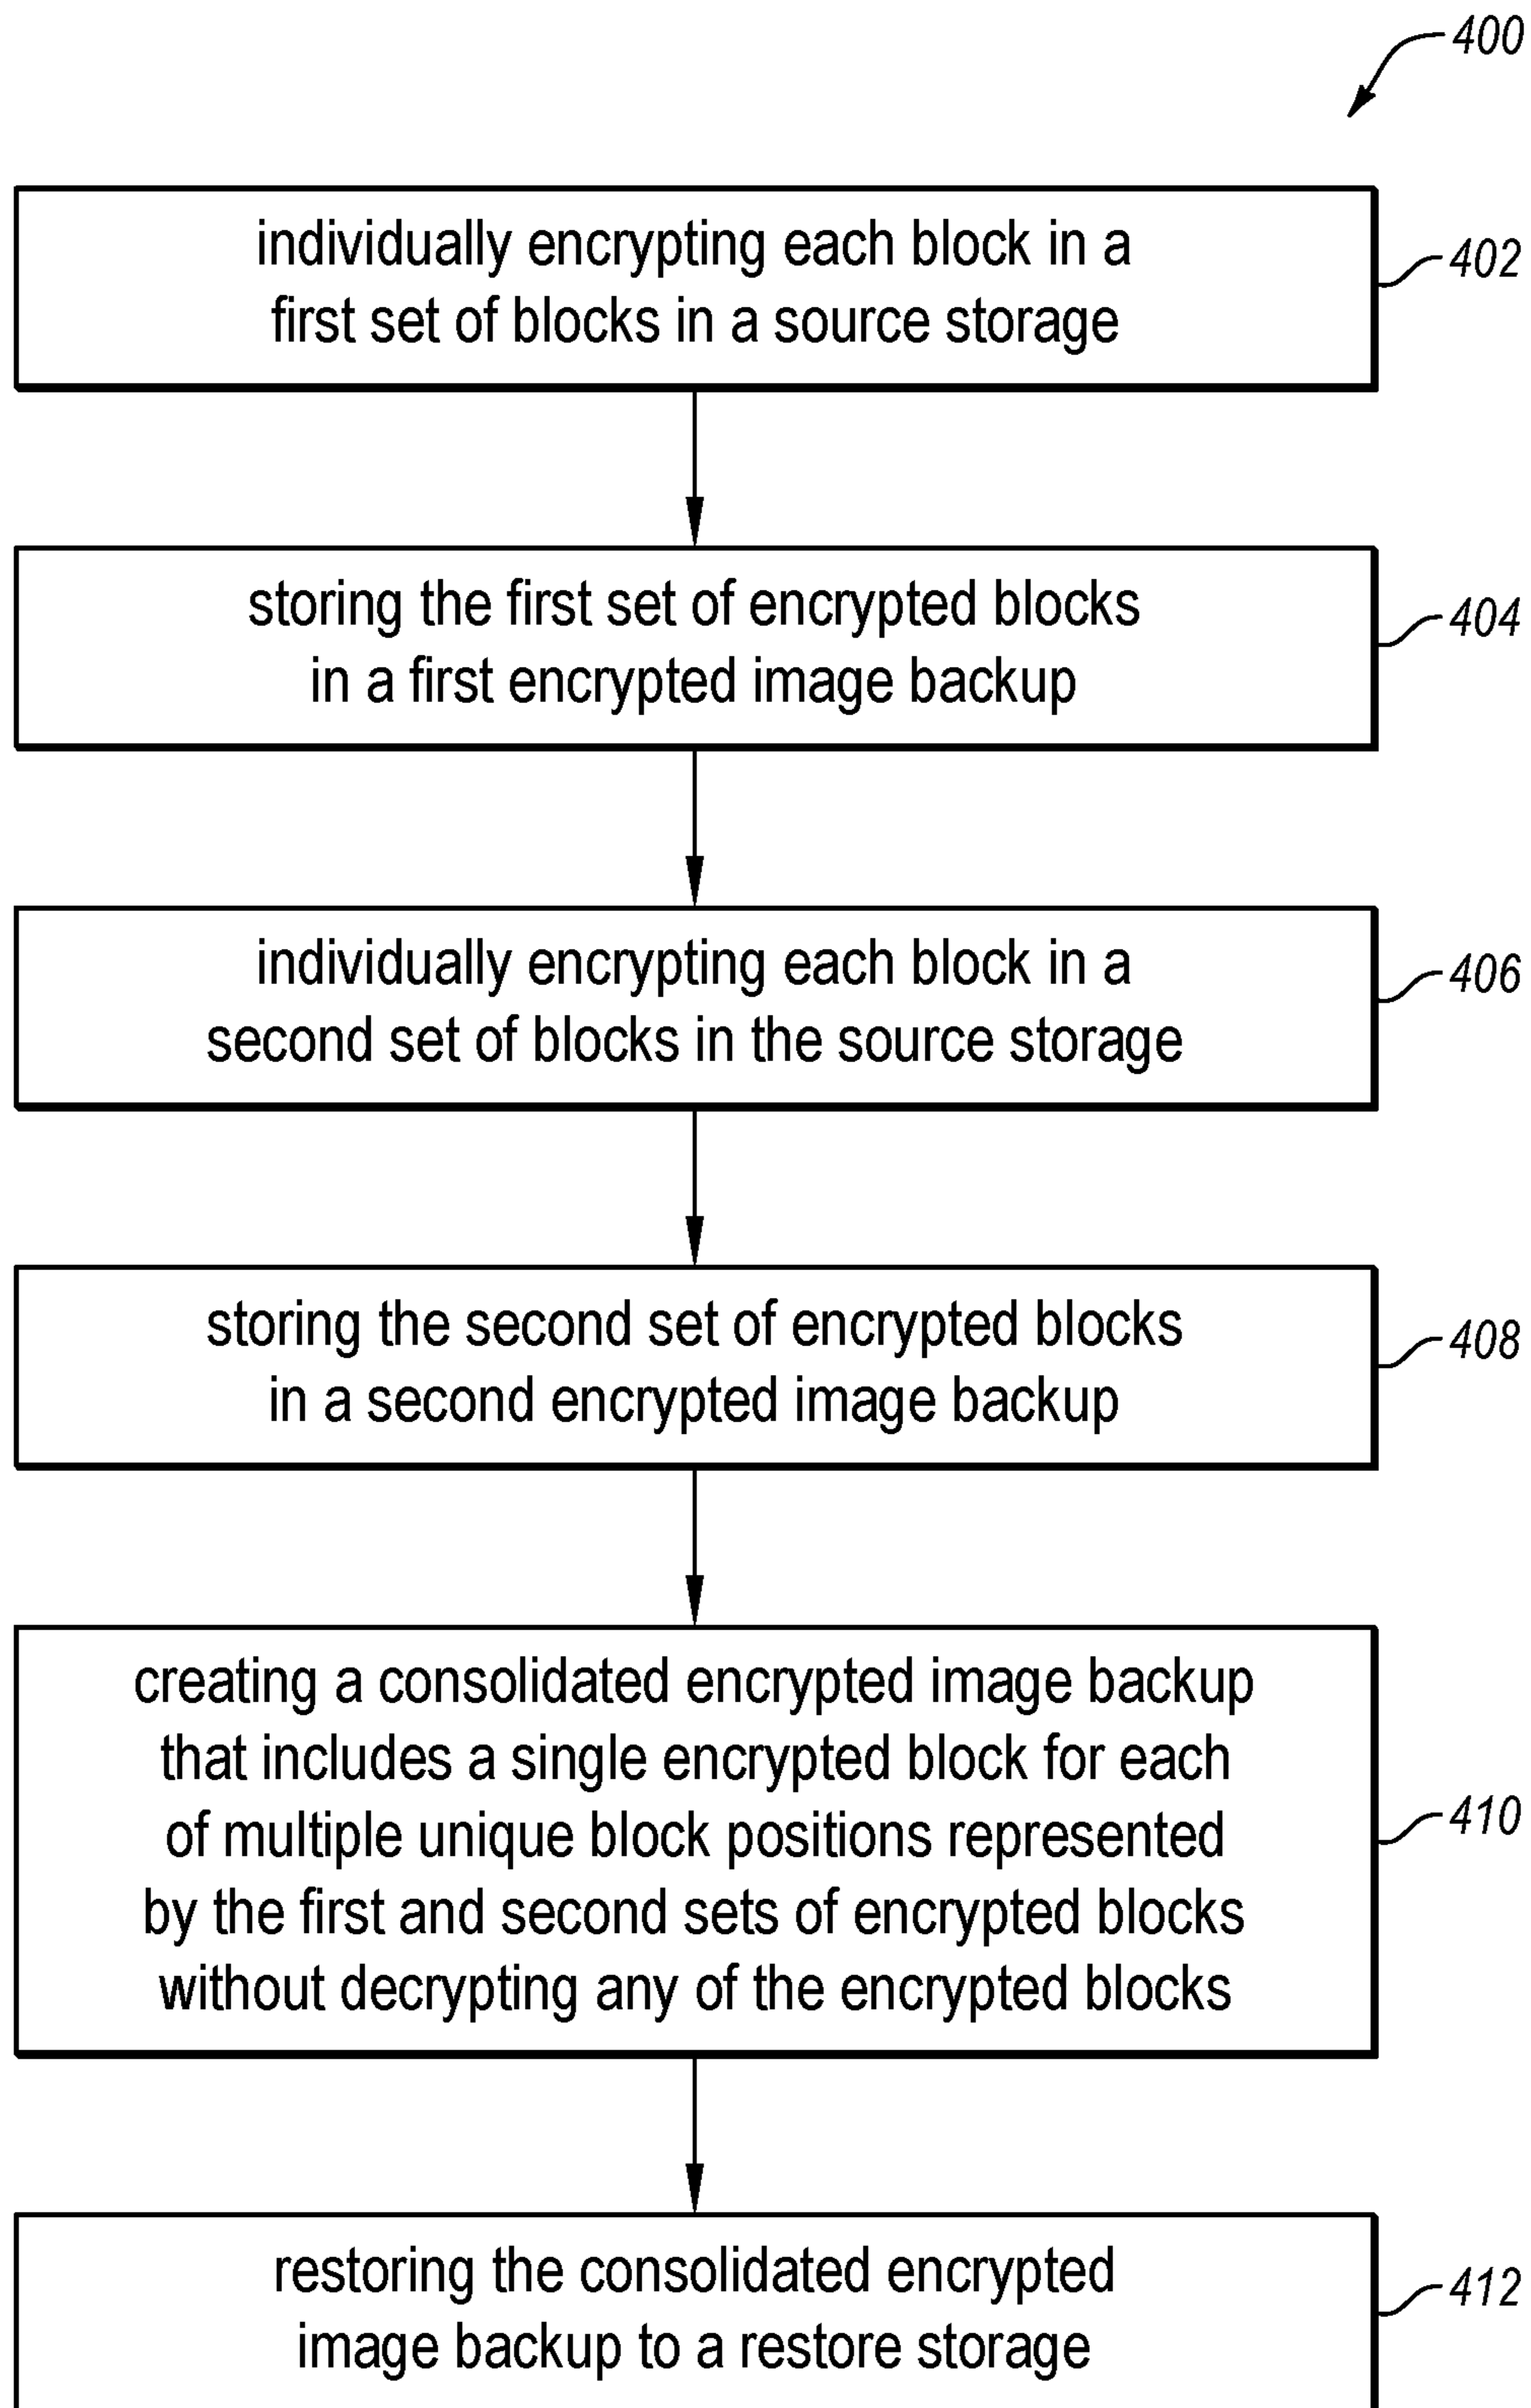 400
individually encrypting each block in a
first set of blocks in a source storage
402
storing the first set of encrypted blocks
in a first encrypted image backup
404
individually encrypting each block in a
second set of blocks in the source storage
406
storing the second set of encrypted blocks
in a second encrypted image backup
408
creating a consolidated encrypted image backup
that includes a single encrypted block for each
of multiple unique block positions represented
by the first and second sets of encrypted blocks
without decrypting any of the encrypted blocks
410
restoring the consolidated encrypted
image backup to a restore storage
412